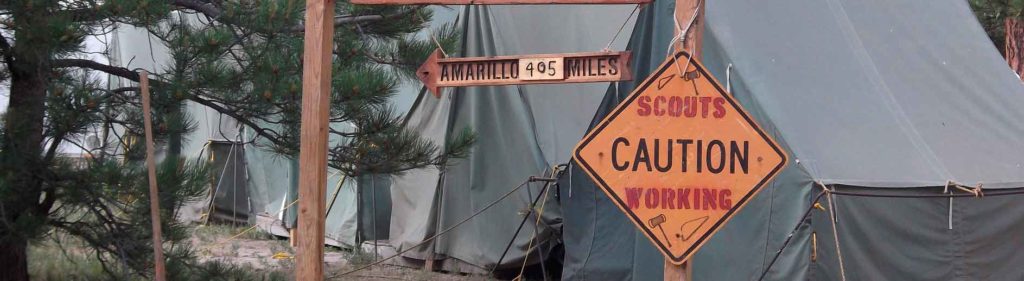 AMARILLO 405 MILES
SCOUTS
CAUTION
WORKING